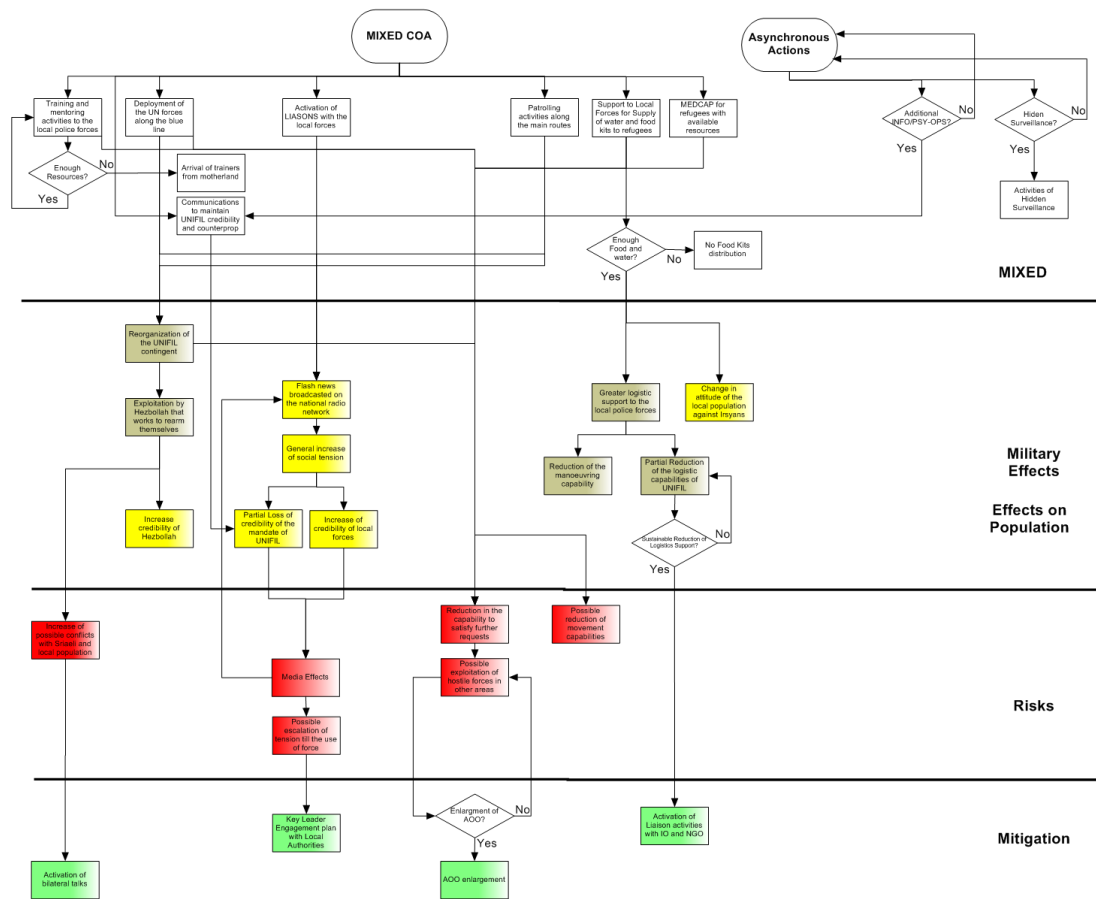 MIXED COA
Asynchronous
Actions
Training and
mentoring
activities to the
local police forces
Deployment of
the UN forces
along the blue
line
Activation of
LIASONS with the
local forces
Patrolling
activities along
the main routes
Support to Local
Forces for Supply
of water and food
kits to refugees
MEDCAP for
refugees with
available
resources
Additional
INFO/PSY-OPS?
No
Hiden
Surveillance?
No
Yes
Yes
Enough
Resources?
No
Yes
Arrival of trainers
from motherland
Activities of
Hidden
Surveillance
Communications
to maintain
UNIFIL credibility
and counterprop
Enough
Food and
water?
No
Yes
No Food Kits
distribution
MIXED
Reorganization of
the UNIFIL
contingent
Exploitation by
Hezbollah that
works to rearm
themselves
Flash news
broadcasted on
the national radio
network
Greater logistic
support to the
local police forces
Change in
attitude of the
local population
against Irsyans
General increase
of social tension
Reduction of the
manoeuvring
capability
Partial Reduction
of the logistic
capabilities of
UNIFIL
Military
Effects
Increase
credibility of
Hezbollah
Partial Loss of
credibility of the
mandate of
UNIFIL
Increase of
credibility of local
forces
Sustainable Reduction of
Logistics Support?
No
Yes
Effects on
Population
Increase of
possible conflicts
with Sraali and
local population
Reduction in the
capability to
satisfy further
requests
Possible
reduction of
movement
capabilities
Media Effects
Possible
exploitation of
hostile forces in
other areas
Possible
escalation of
tension till the use
of force
Risks
Key Leader
Engagement plan
with Local
Authorities
Enlargment of
AOO?
No
Yes
Activation of
Liaison activities
with IO and NGO
Mitigation
Activation of
bilateral talks
AOO enlargement